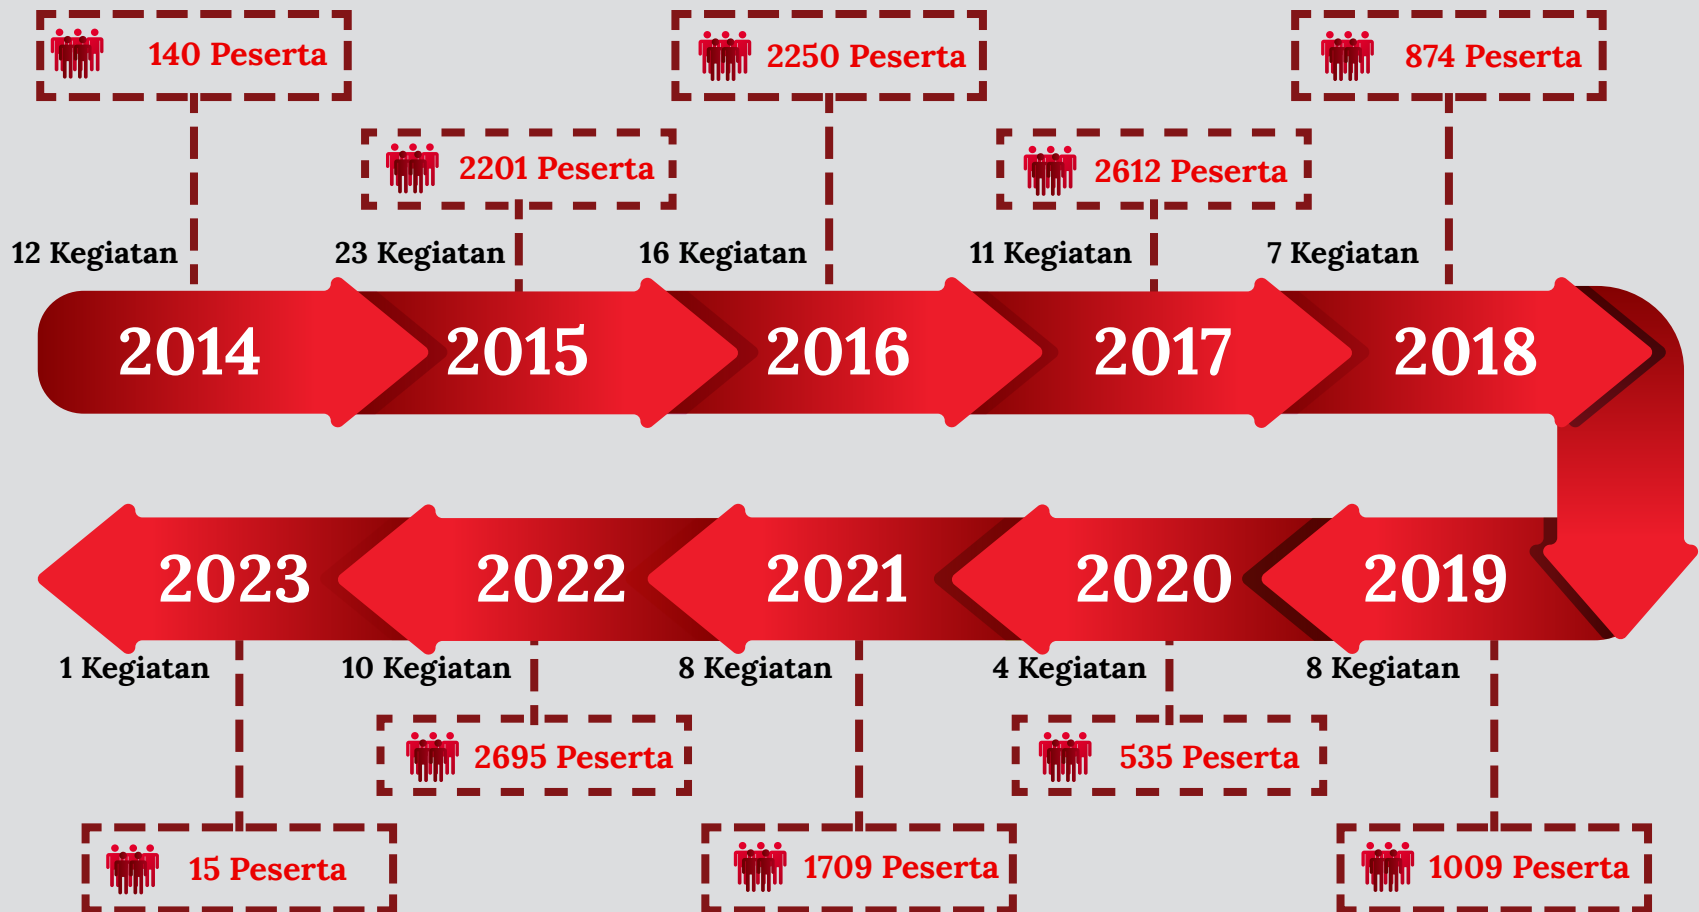 140 Peserta
2250 Peserta
874 Peserta
2201 Peserta
2612 Peserta
12 Kegiatan
23 Kegiatan
16 Kegiatan
11 Kegiatan
7 Kegiatan
2014
2015
2016
2017
2018
2023
2022
2021
2020
2019
1 Kegiatan
10 Kegiatan
8 Kegiatan
4 Kegiatan
8 Kegiatan
2695 Peserta
535 Peserta
15 Peserta
1709 Peserta
1009 Peserta